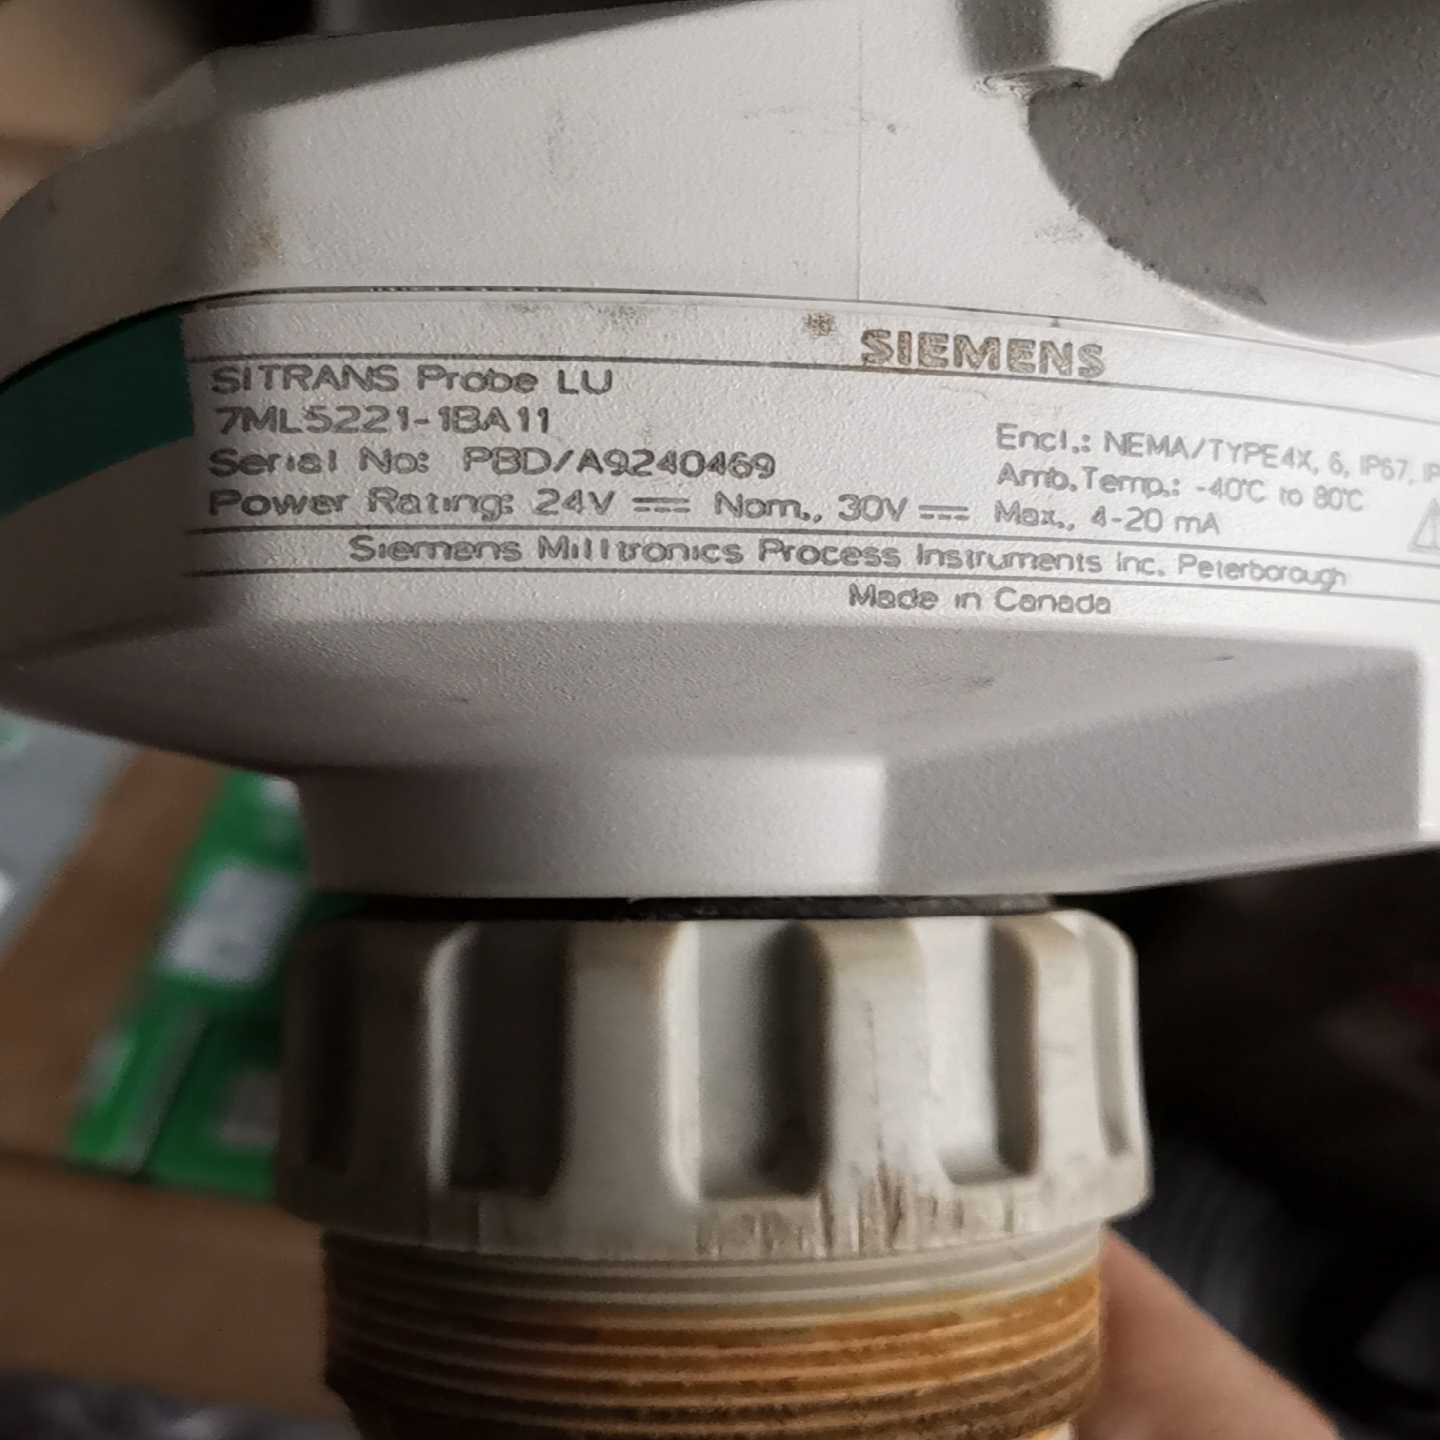 SIEMENS
SITRANS Probe LU
7ML5221-1BA11
Serial No: PBD/A9240469
Power Rating: 24V ⎓ Nom., 30V ⎓ Max., 4-20 mA
Encl.: NEMA/TYPE4X, 6, IP67,
Amb.Temp.: -40°C to 80°C
Siemens Milltronics Process Instruments Inc. Peterborough
Made in Canada